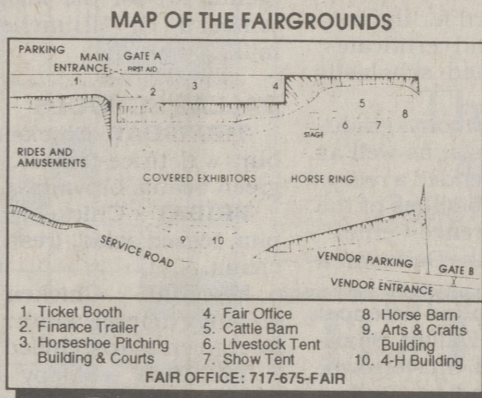 MAP OF THE FAIRGROUNDS
PARKING
MAIN ENTRANCE
GATE A
FIRST AID
1
2
3
4
5
6
7
8
STAGE
RIDES AND
AMUSEMENTS
COVERED EXHIBITORS
HORSE RING
SERVICE ROAD
9
10
VENDOR PARKING
GATE B
VENDOR ENTRANCE
X
1. Ticket Booth
2. Finance Trailer
3. Horseshoe Pitching
Building & Courts
4. Fair Office
5. Cattle Barn
6. Livestock Tent
7. Show Tent
8. Horse Barn
9. Arts & Crafts
Building
10. 4-H Building
FAIR OFFICE: 717-675-FAIR